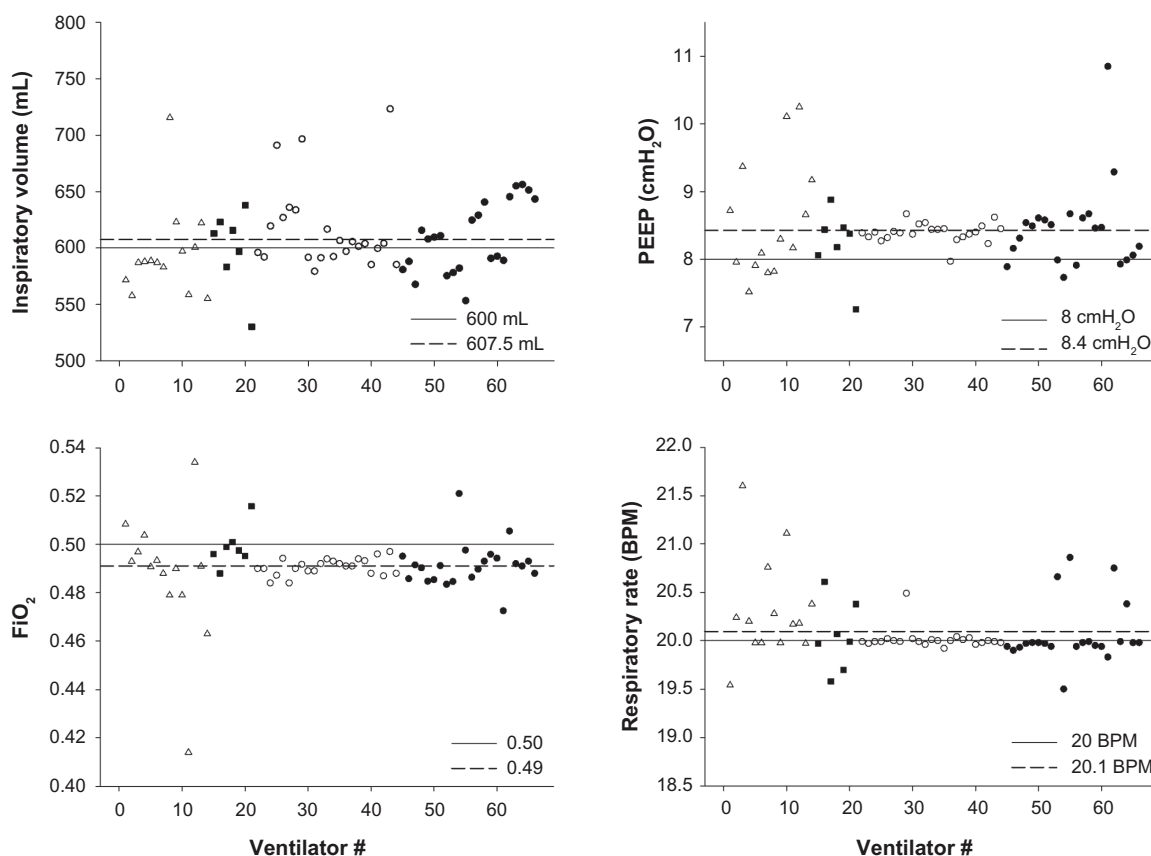 Inspiratory volume (mL)
800
750
700
650
600
550
500
0 10 20 30 40 50 60
600 mL
607.5 mL
PEEP (cmH₂O)
11
10
9
8
7
0 10 20 30 40 50 60
8 cmH₂O
8.4 cmH₂O
FiO₂
0.54
0.52
0.50
0.48
0.46
0.44
0.42
0.40
0 10 20 30 40 50 60
0.50
0.49
Ventilator #
Respiratory rate (BPM)
22.0
21.5
21.0
20.5
20.0
19.5
19.0
18.5
0 10 20 30 40 50 60
20 BPM
20.1 BPM
Ventilator #